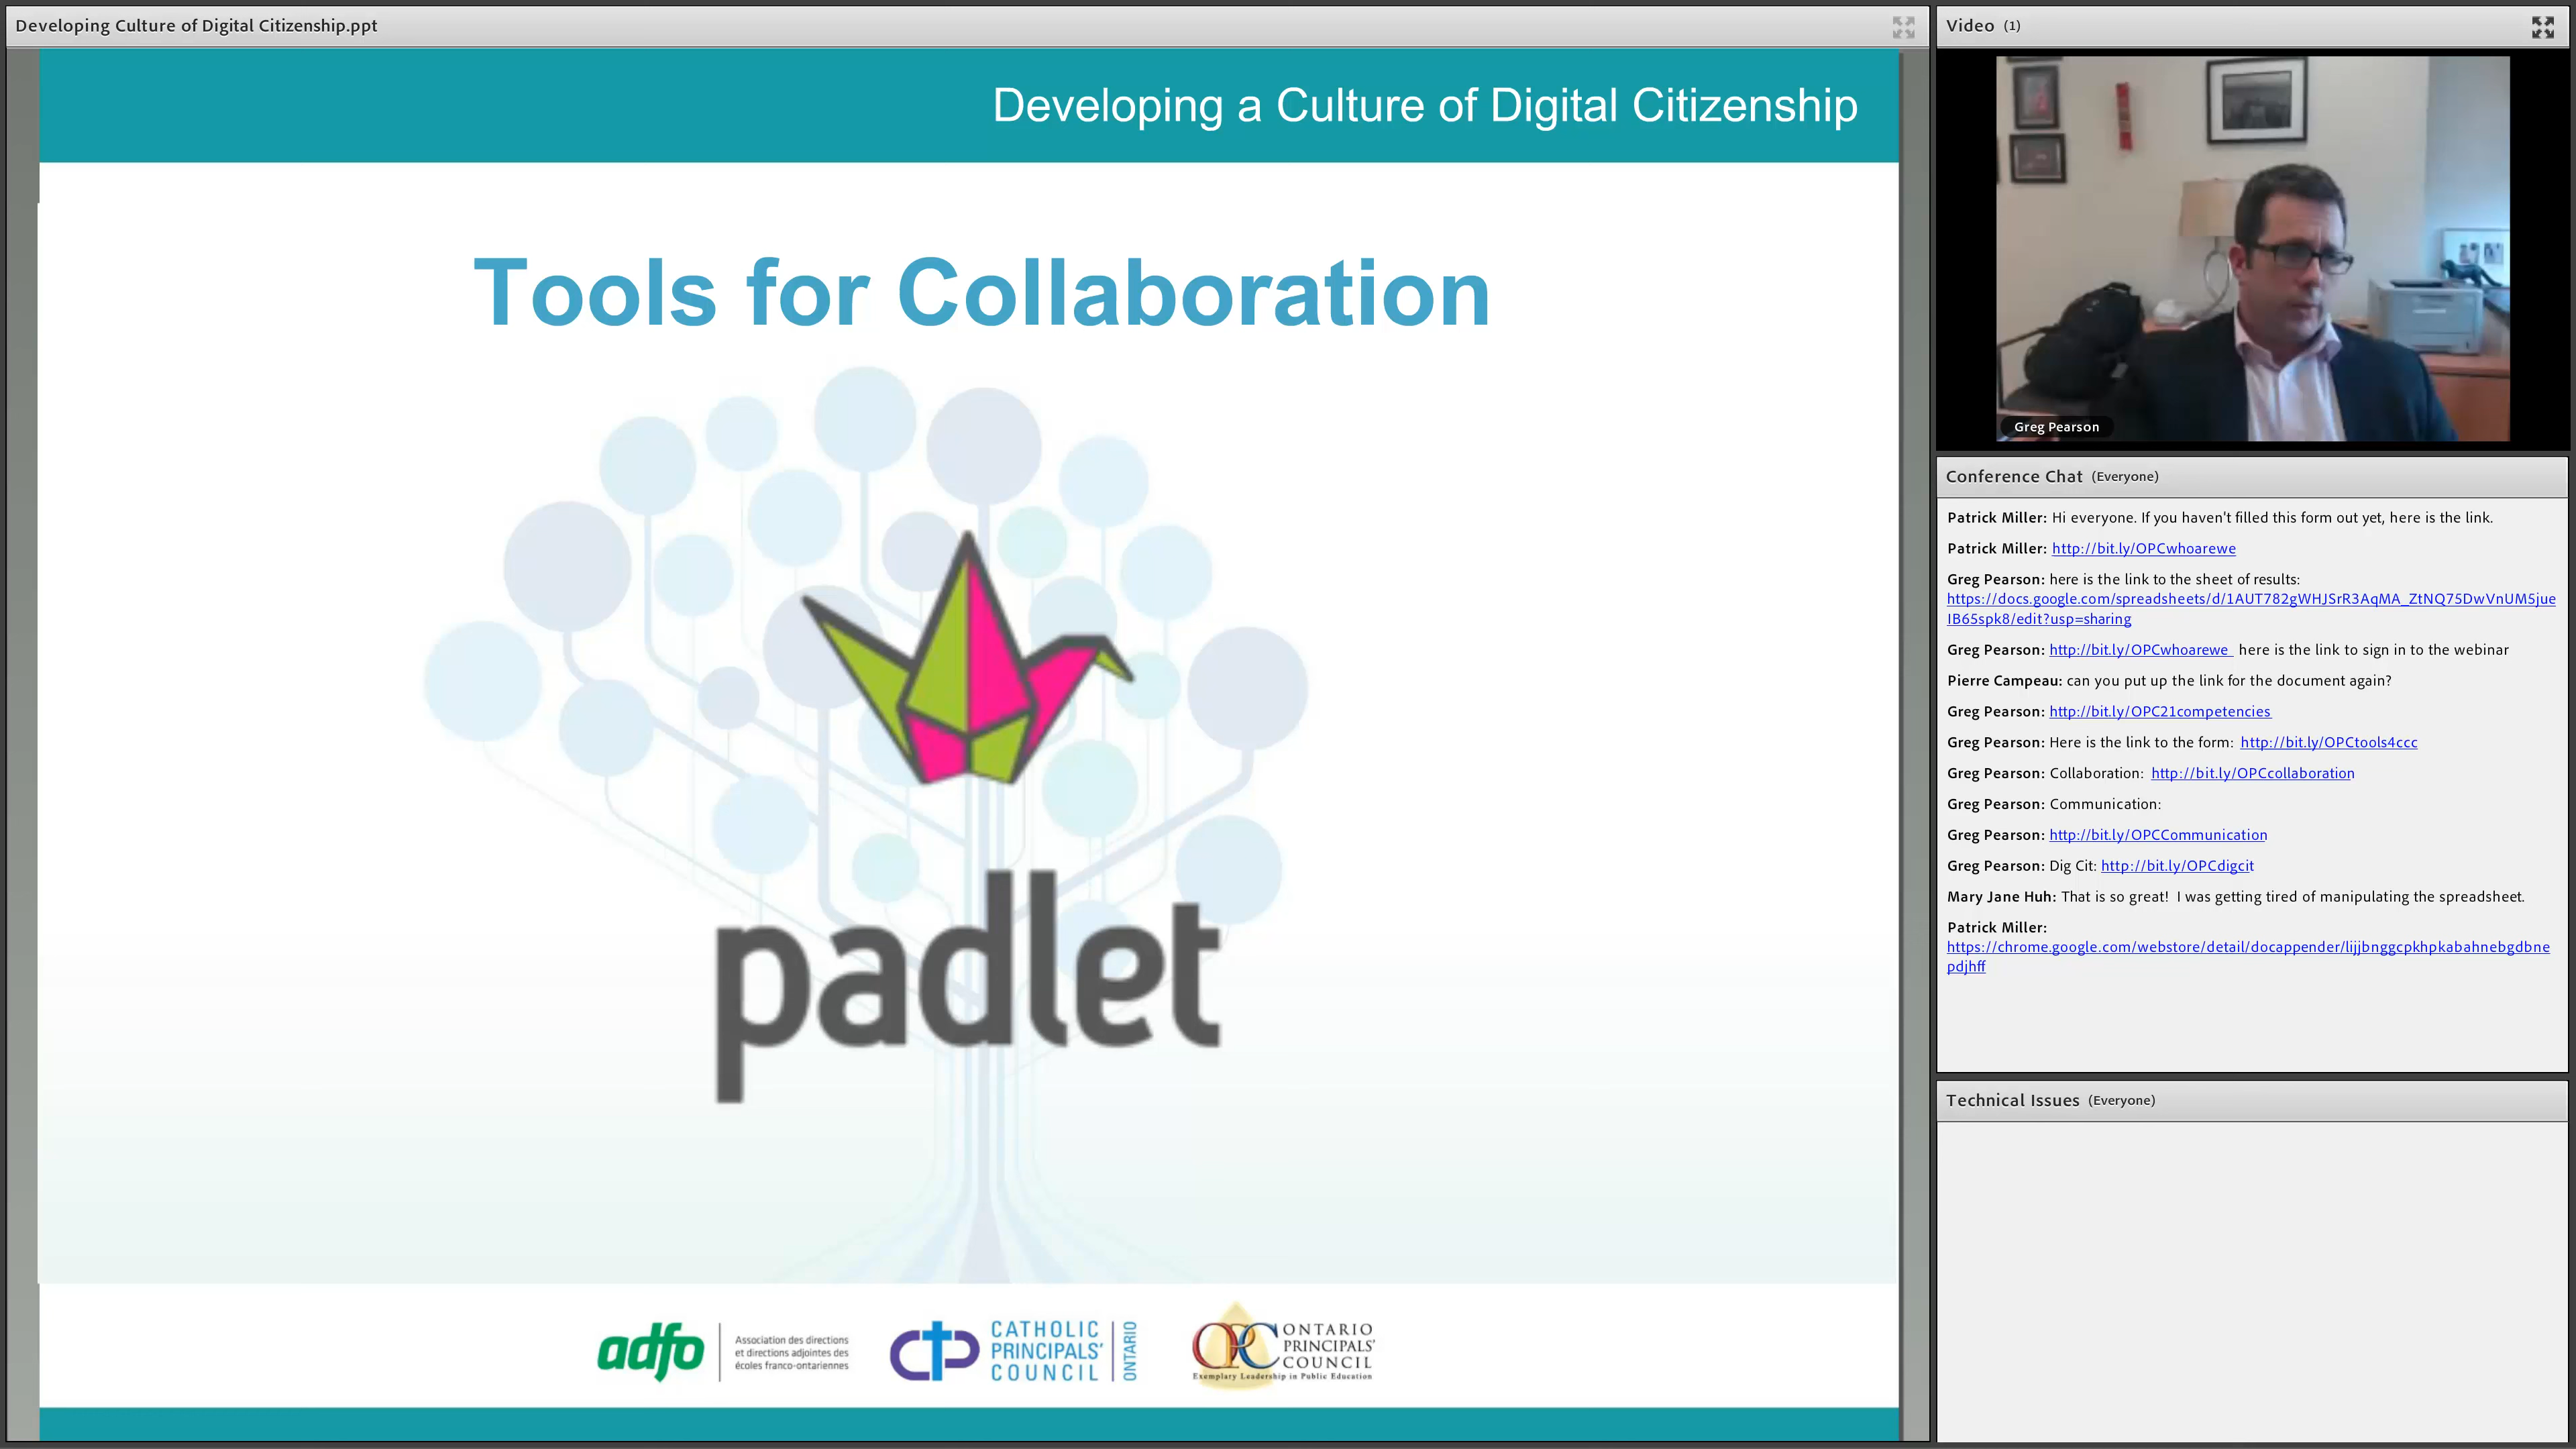 Developing Culture of Digital Citizenship.ppt
Developing a Culture of Digital Citizenship
Tools for Collaboration
padlet
adfo
Association des directions
et directions adjointes des
écoles franco-ontariennes
CATHOLIC
PRINCIPALS'
COUNCIL
ONTARIO
OPC
ONTARIO
PRINCIPALS'
COUNCIL
Exemplary Leadership in Public Education
Video (1)
Greg Pearson
Conference Chat (Everyone)
Patrick Miller: Hi everyone. If you haven't filled this form out yet, here is the link.
Patrick Miller: http://bit.ly/OPCwhoarewe
Greg Pearson: here is the link to the sheet of results:
https://docs.google.com/spreadsheets/d/1AUT782gWHJSrR3AqMA_ZtNQ75DwVnUM5jue
IB65spk8/edit?usp=sharing
Greg Pearson: http://bit.ly/OPCwhoarewe here is the link to sign in to the webinar
Pierre Campeau: can you put up the link for the document again?
Greg Pearson: http://bit.ly/OPC21competencies
Greg Pearson: Here is the link to the form: http://bit.ly/OPCtools4ccc
Greg Pearson: Collaboration: http://bit.ly/OPCcollaboration
Greg Pearson: Communication:
Greg Pearson: http://bit.ly/OPCCommunication
Greg Pearson: Dig Cit: http://bit.ly/OPCdigcit
Mary Jane Huh: That is so great! I was getting tired of manipulating the spreadsheet.
Patrick Miller:
https://chrome.google.com/webstore/detail/docappender/lijjbnggcpkhpkabahnebgdbne
pdjhff
Technical Issues (Everyone)